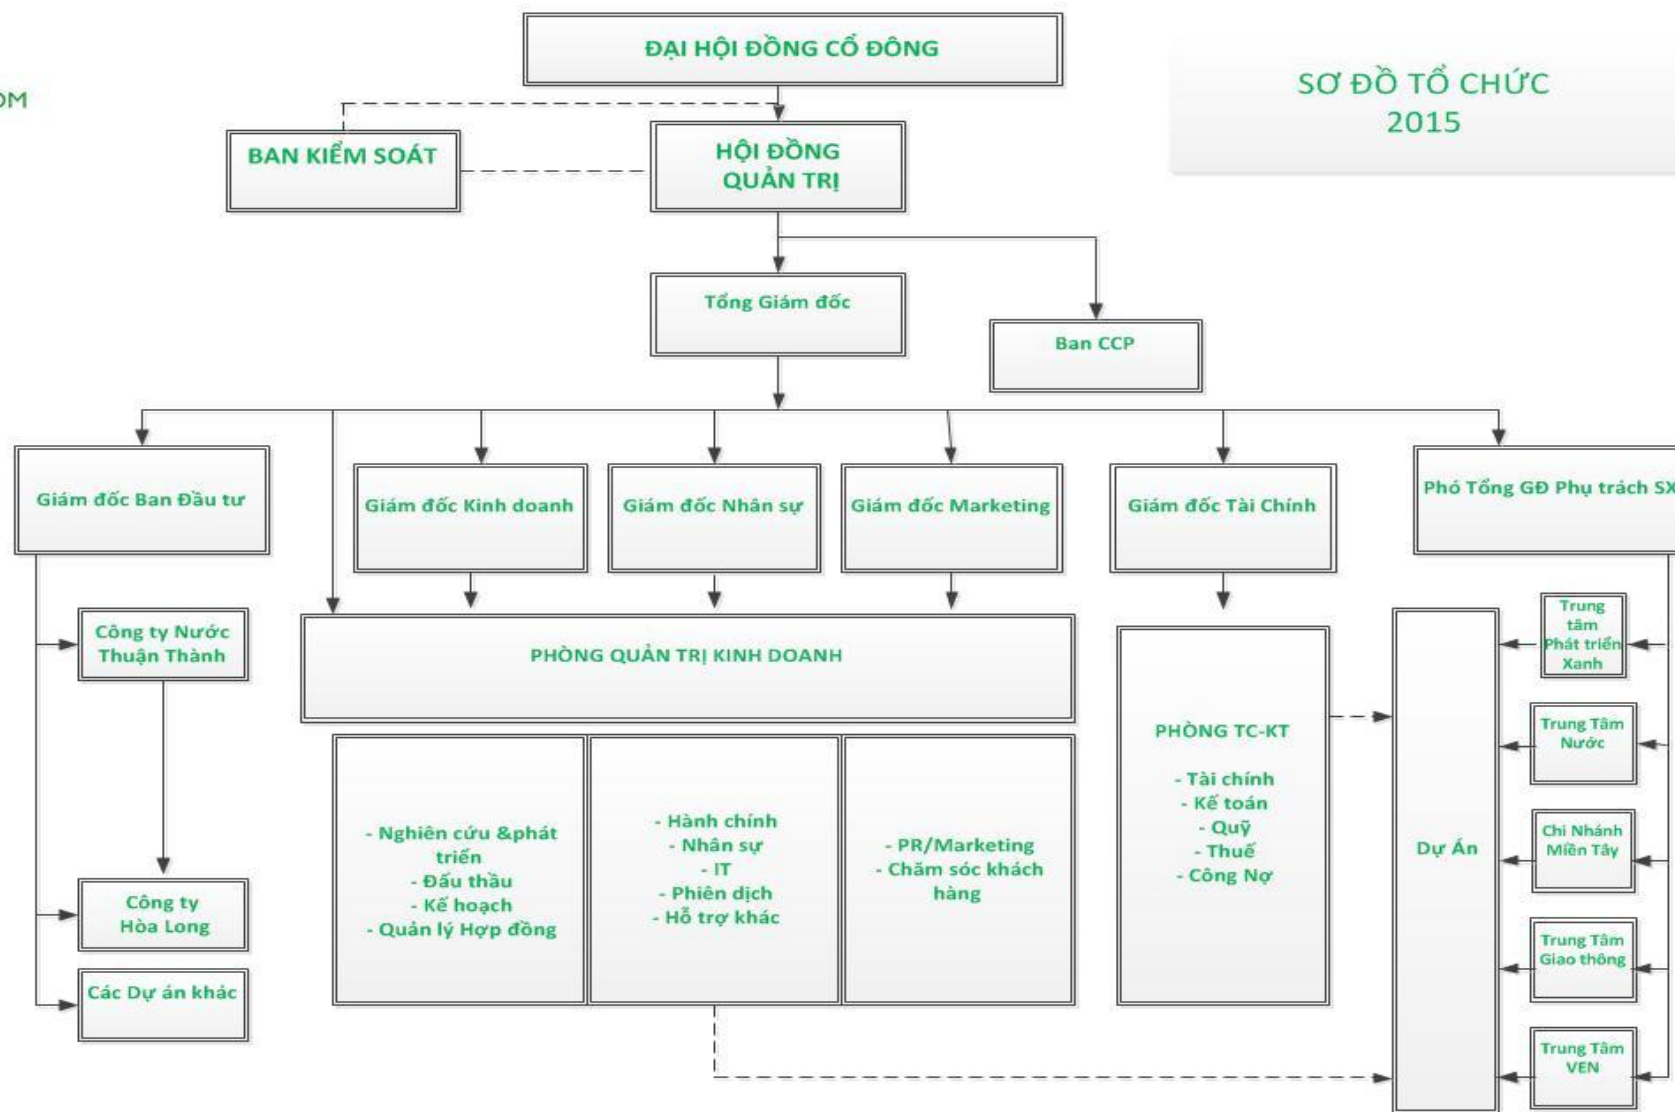 ĐẠI HỘI ĐỒNG CỔ ĐÔNG
OM
SƠ ĐỒ TỔ CHỨC
2015
BAN KIỂM SOÁT
HỘI ĐỒNG
QUẢN TRỊ
Tổng Giám đốc
Ban CCP
Giám đốc Ban Đầu tư
Giám đốc Kinh doanh
Giám đốc Nhân sự
Giám đốc Marketing
Giám đốc Tài Chính
Phó Tổng GĐ Phụ trách SX
Công ty Nước
Thuận Thành
Công ty
Hòa Long
Các Dự án khác
PHÒNG QUẢN TRỊ KINH DOANH
- Nghiên cứu &phát
triển
- Đấu thầu
- Kế hoạch
- Quản lý Hợp đồng
- Hành chính
- Nhân sự
- IT
- Phiên dịch
- Hỗ trợ khác
- PR/Marketing
- Chăm sóc khách
hàng
PHÒNG TC-KT
- Tài chính
- Kế toán
- Quỹ
- Thuế
- Công Nợ
Dự Án
Trung
tâm
Phát triển
Xanh
Trung Tâm
Nước
Chi Nhánh
Miền Tây
Trung Tâm
Giao thông
Trung Tâm
VEN